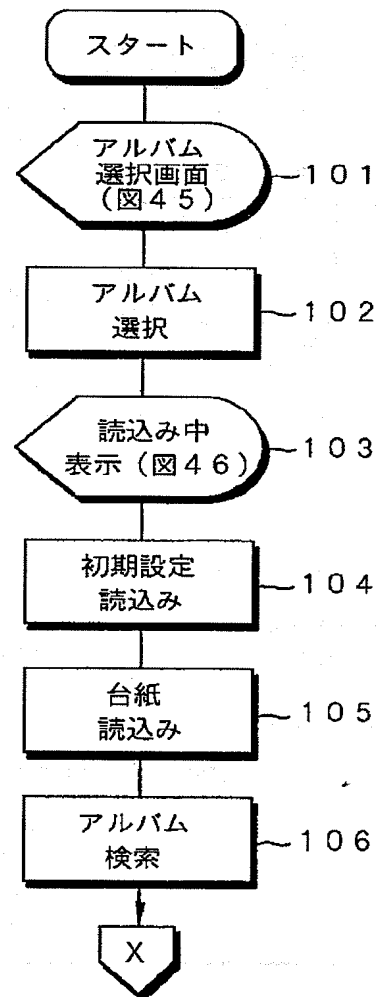 スタート
アルバム
選択画面
(図45)
101
アルバム
選択
102
読込み中
表示(図46)
103
初期設定
読込み
104
台紙
読込み
105
アルバム
検索
106
X